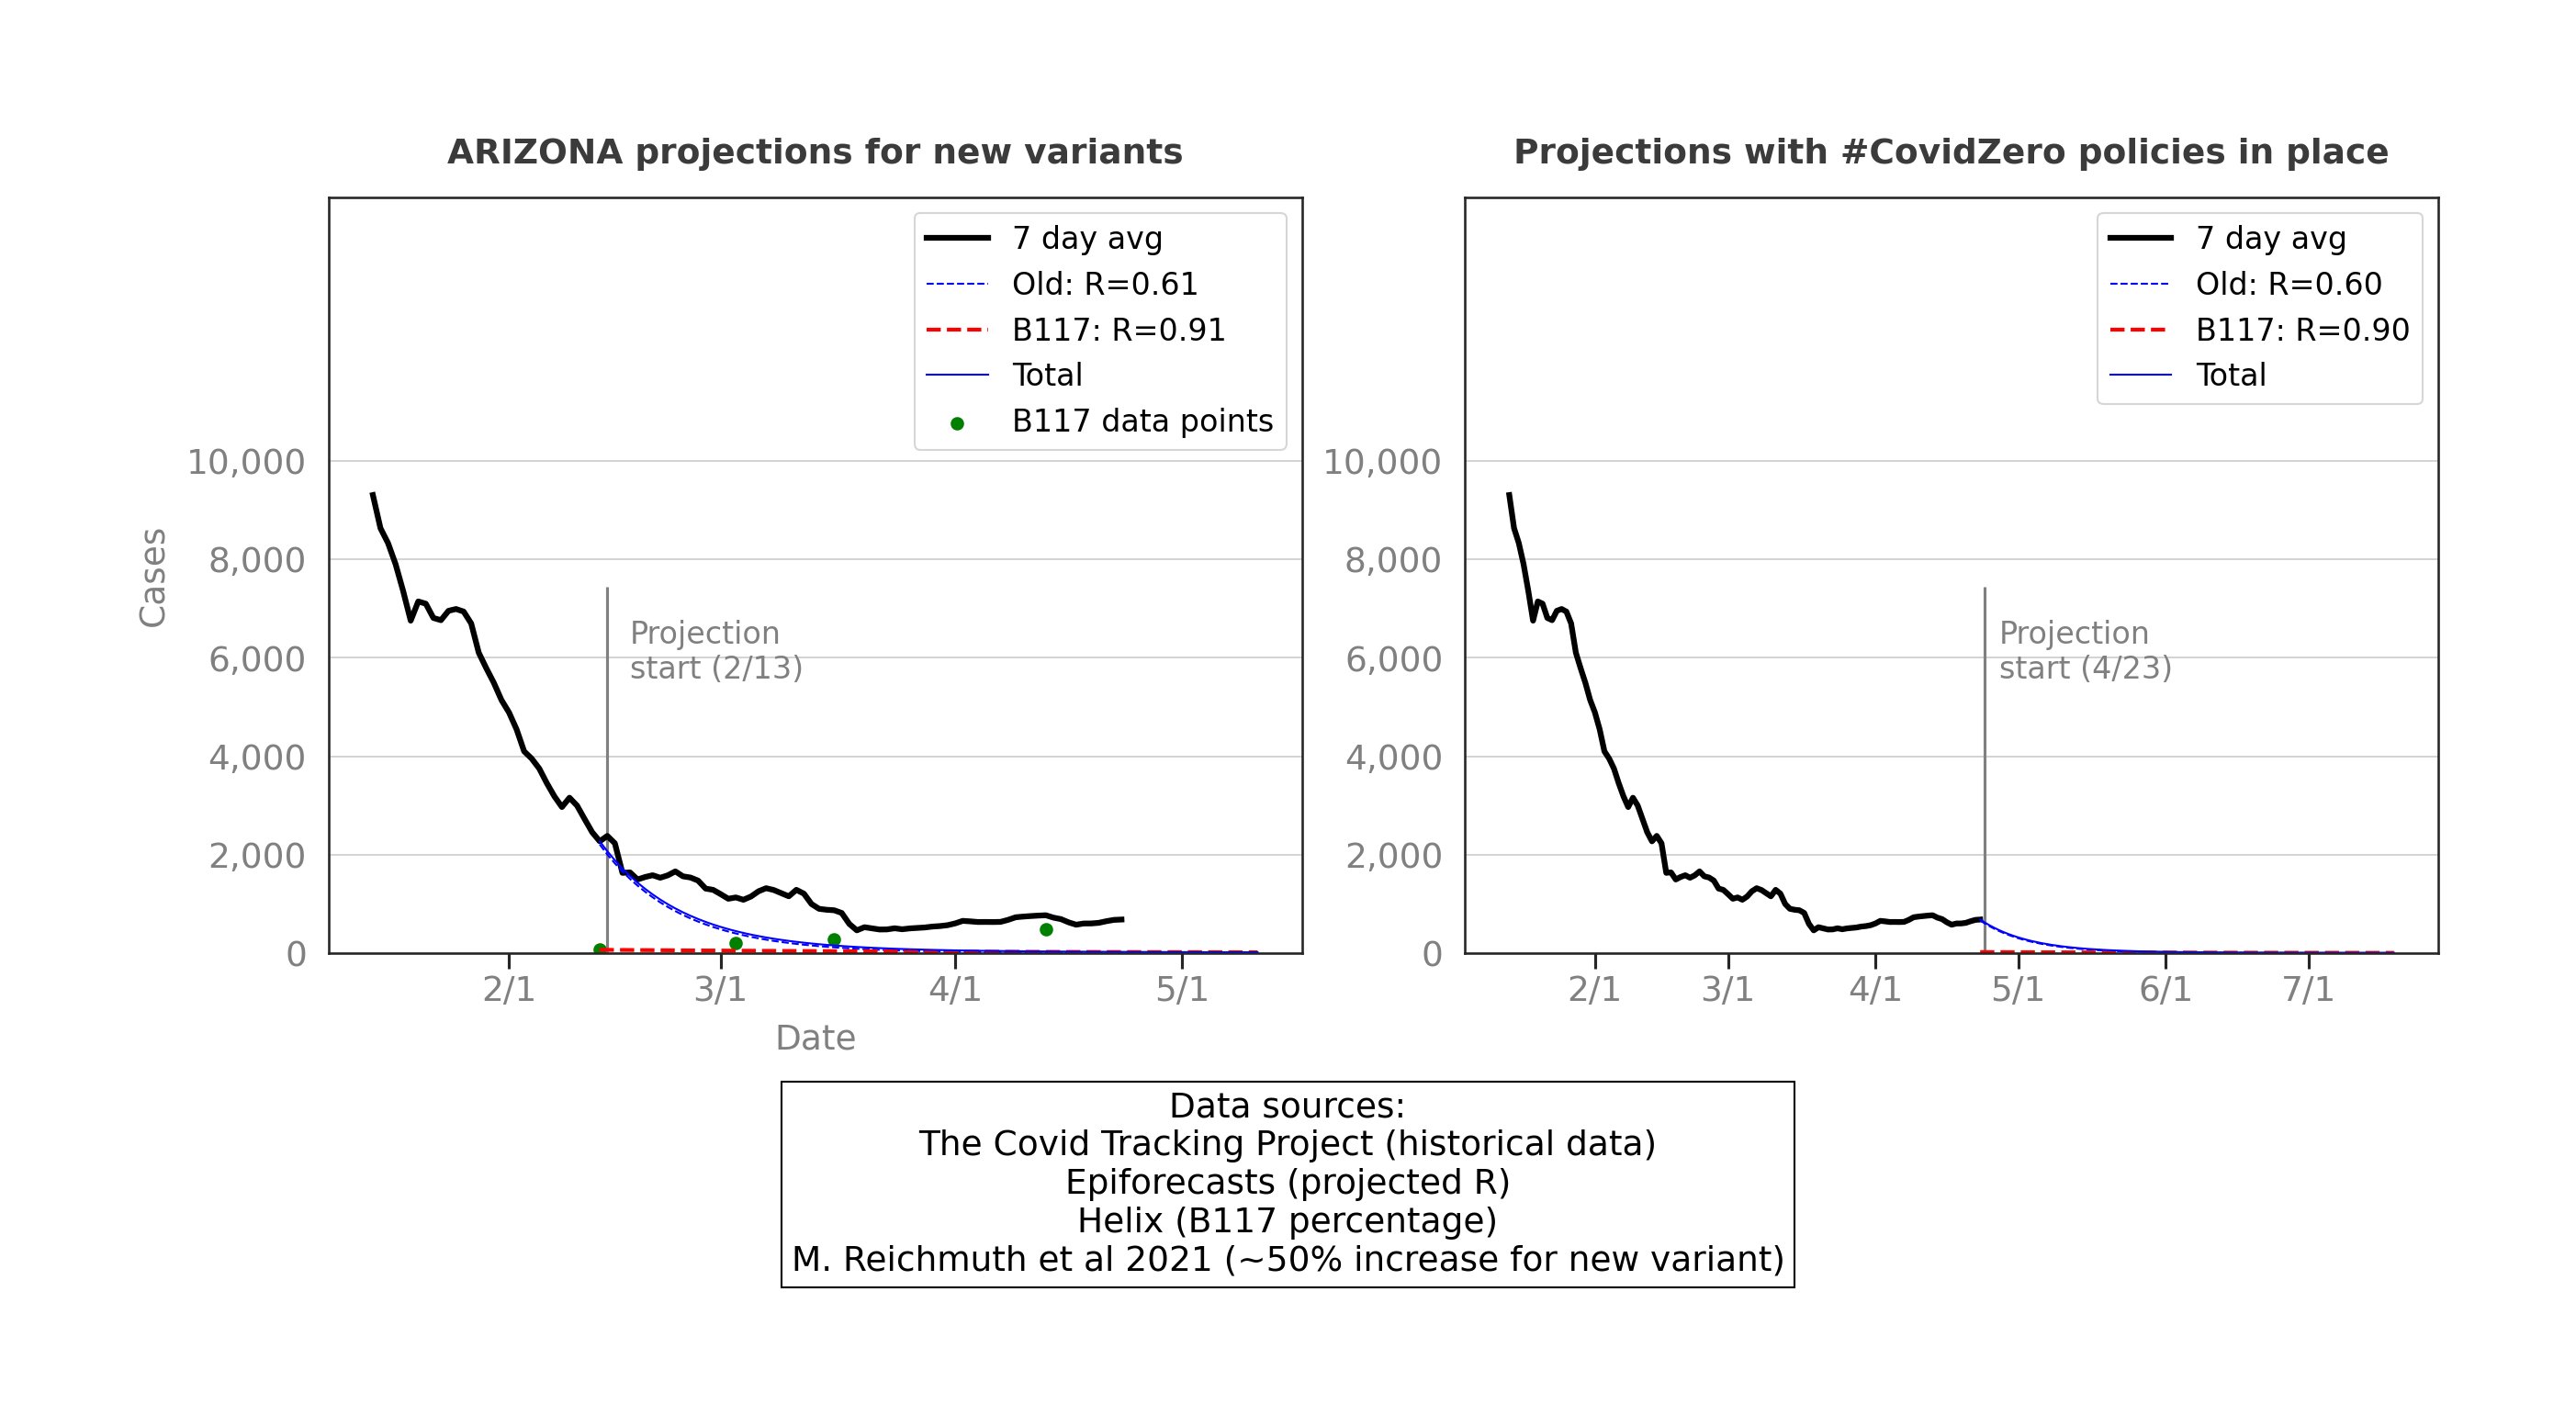 ARIZONA projections for new variants
7 day avg
Old: R=0.61
B117: R=0.91
Total
B117 data points
Cases
10,000
8,000
6,000
4,000
2,000
0
Projection
start (2/13)
2/1
3/1
4/1
5/1
Date
Projections with #CovidZero policies in place
7 day avg
Old: R=0.60
B117: R=0.90
Total
10,000
8,000
6,000
4,000
2,000
0
Projection
start (4/23)
2/1
3/1
4/1
5/1
6/1
7/1
Data sources:
The Covid Tracking Project (historical data)
Epiforecasts (projected R)
Helix (B117 percentage)
M. Reichmuth et al 2021 (~50% increase for new variant)